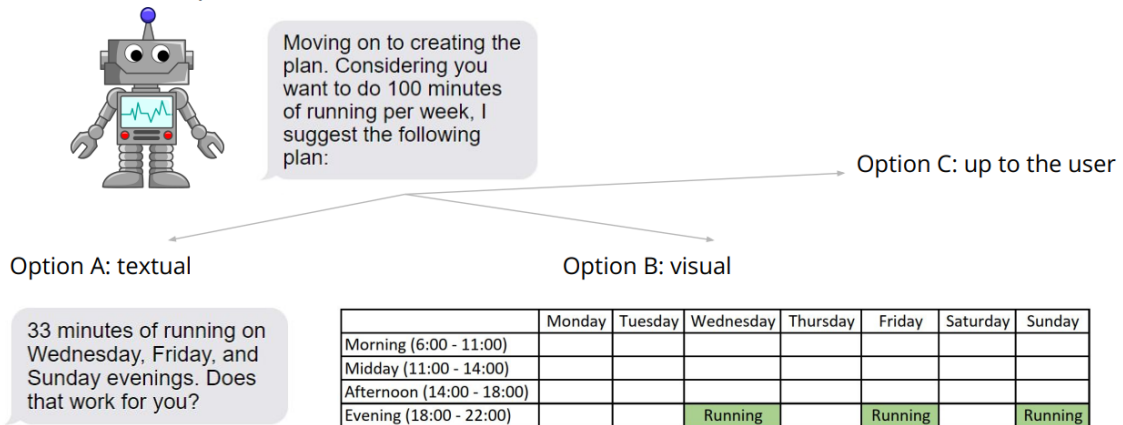 Moving on to creating the
plan. Considering you
want to do 100 minutes
of running per week, I
suggest the following
plan:
Option C: up to the user
Option A: textual
Option B: visual
33 minutes of running on
Wednesday, Friday, and
Sunday evenings. Does
that work for you?
Monday Tuesday Wednesday Thursday Friday Saturday Sunday
Morning (6:00 - 11:00)
Midday (11:00 - 14:00)
Afternoon (14:00 - 18:00)
Evening (18:00 - 22:00) Running Running Running